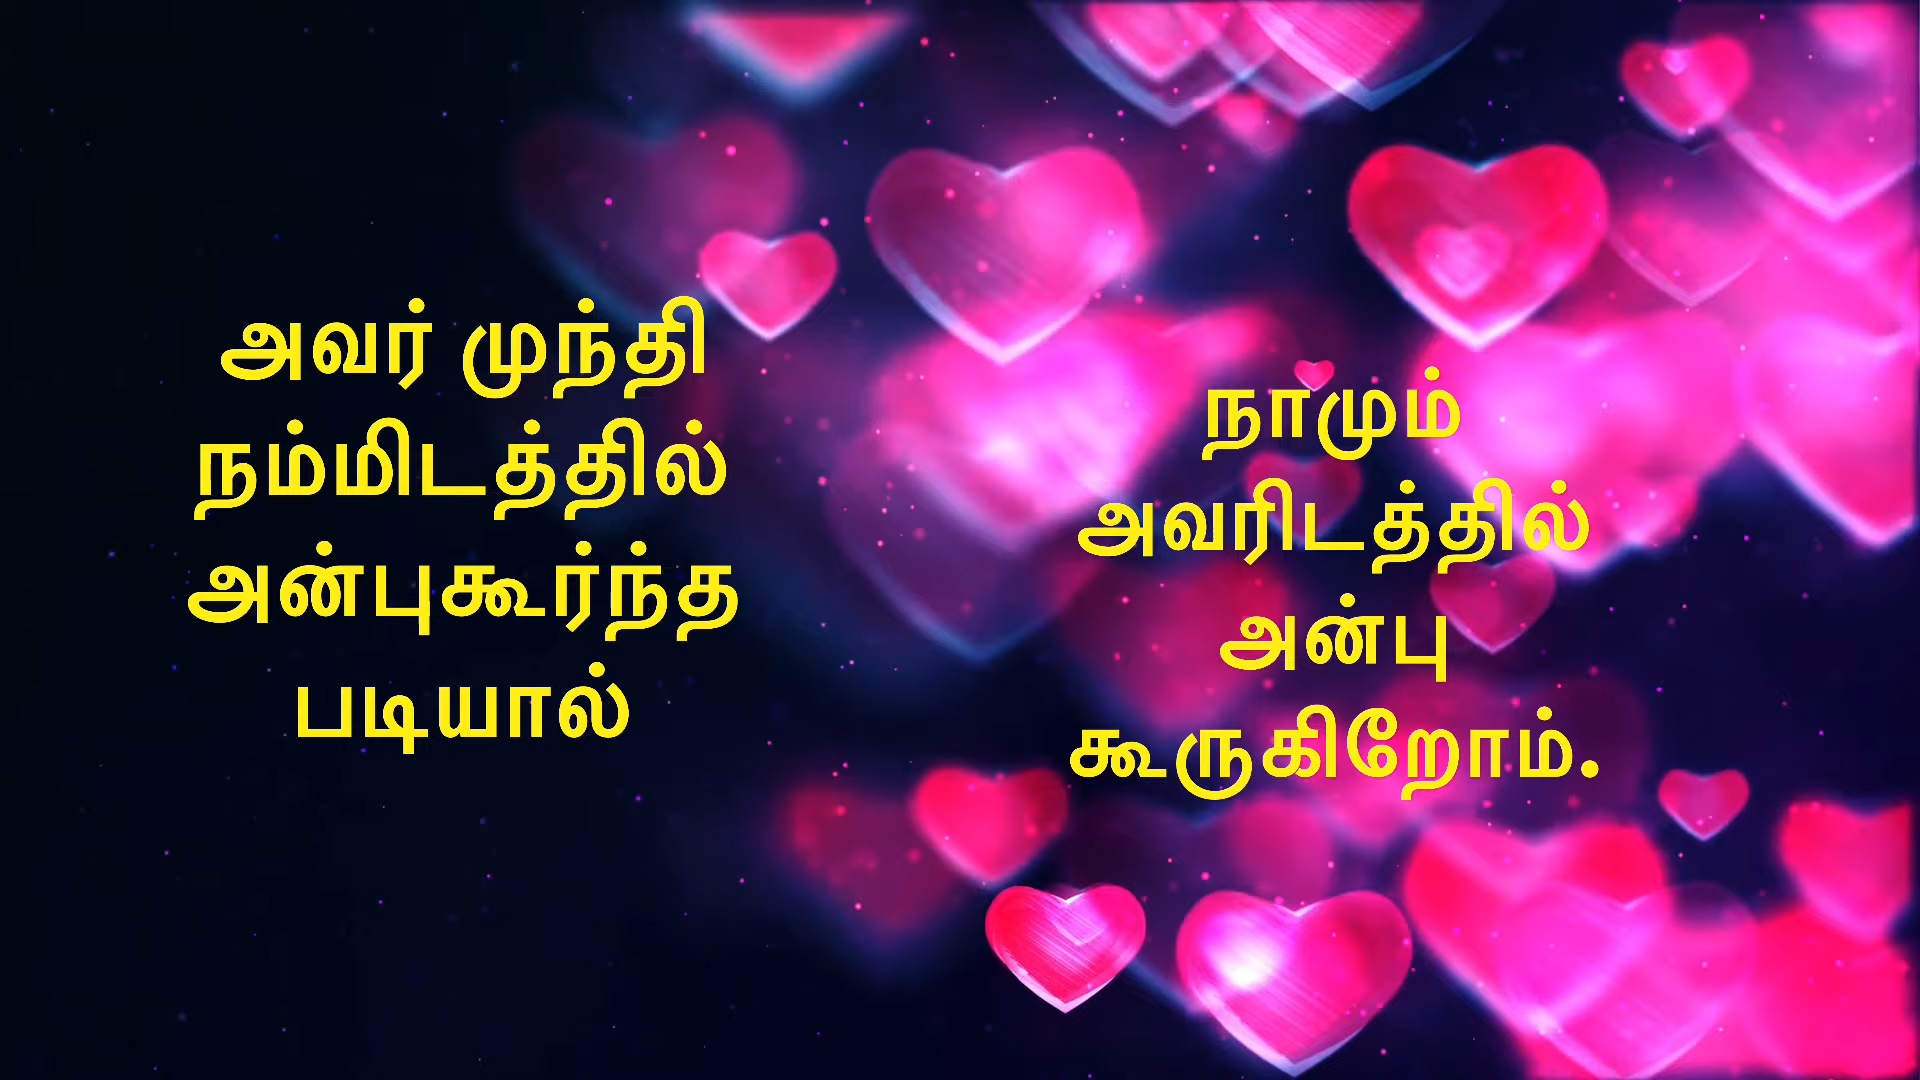 அவர் முந்தி
நம்மிடத்தில்
அன்புகூர்ந்த
படியால்
நாமும்
அவரிடத்தில்
அன்பு
கூருகிறோம்.